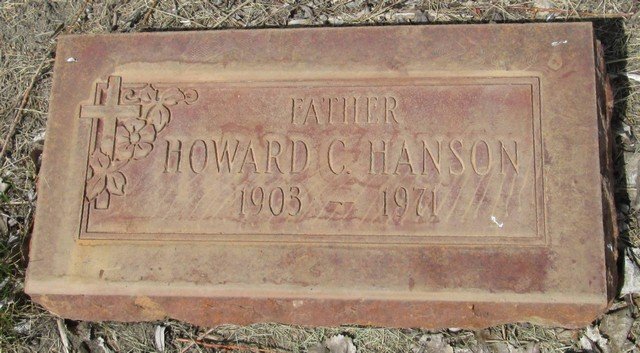 FATHER
HOWARD C. HANSON
1903 — 1971